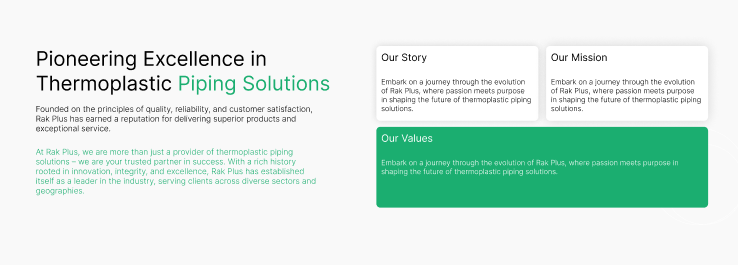 Pioneering Excellence in
Thermoplastic Piping Solutions
Founded on the principles of quality, reliability, and customer satisfaction,
Rak Plus has earned a reputation for delivering superior products and
exceptional service.
At Rak Plus, we are more than just a provider of thermoplastic piping
solutions – we are your trusted partner in success. With a rich history
rooted in innovation, integrity, and excellence, Rak Plus has established
itself as a leader in the industry, serving clients across diverse sectors and
geographies.
Our Story
Embark on a journey through the evolution
of Rak Plus, where passion meets purpose
in shaping the future of thermoplastic piping
solutions.
Our Mission
Embark on a journey through the evolution
of Rak Plus, where passion meets purpose
in shaping the future of thermoplastic piping
solutions.
Our Values
Embark on a journey through the evolution of Rak Plus, where passion meets purpose in
shaping the future of thermoplastic piping solutions.